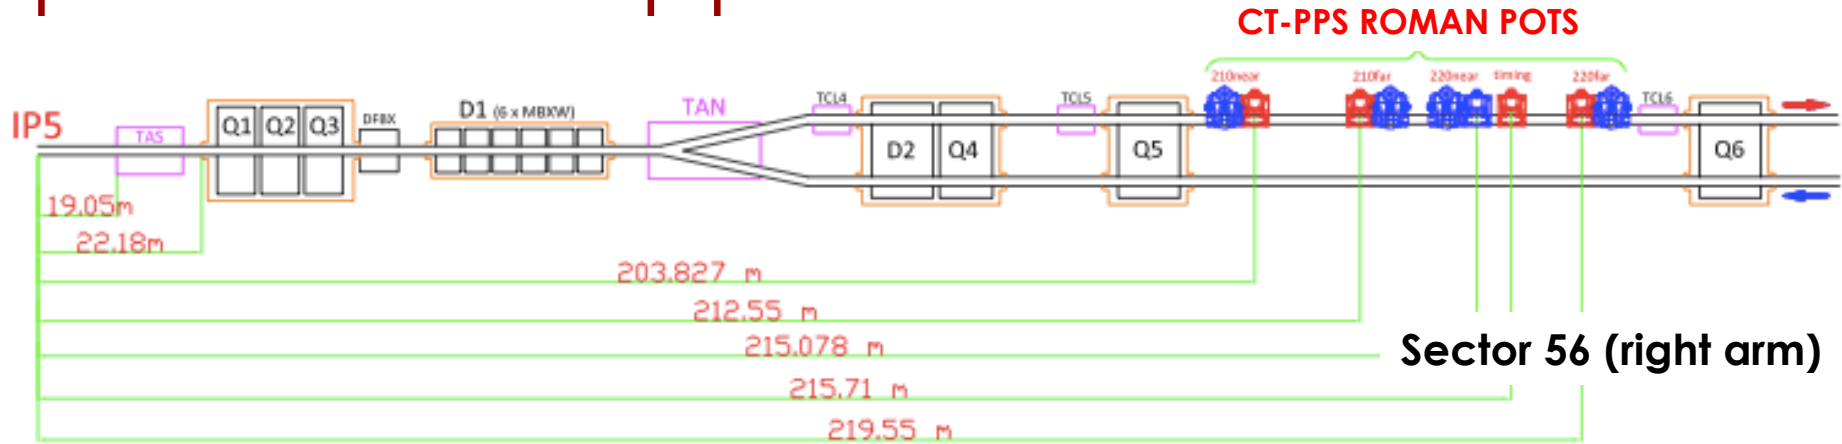 CT-PPS ROMAN POTS
210near 210far 220near timing 220far
IP5 TAS Q1 Q2 Q3 DFBX D1 (6 x MBXW) TAN TCL4 D2 Q4 TCL5 Q5 TCL6 Q6
19.05m
22.18m
203.827 m
212.55 m
215.078 m
Sector 56 (right arm)
215.71 m
219.55 m